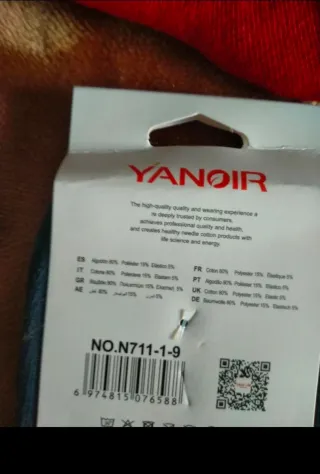 YANOIR
The high-quality quality and wearing experience a
re deeply trusted by consumers,
achieves professional quality and health,
and creates healthy needle cotton products with
life science and energy.
ES Algodón 80% Poliéster 15% Elástico 5%
IT Cotone 80% Poliestere 15% Elastam 5%
GR
AE
FR Coton 80% Polyester 15% Élastique 5%
PT Algodão 80% Poliéster 15% Elástico 5%
UK Cotton 80% Polyester 15% Elastic 5%
DE Baumwolle 80% Polyester 15% Elastisch 5%
NO.N711-1-9
6 974815 076588